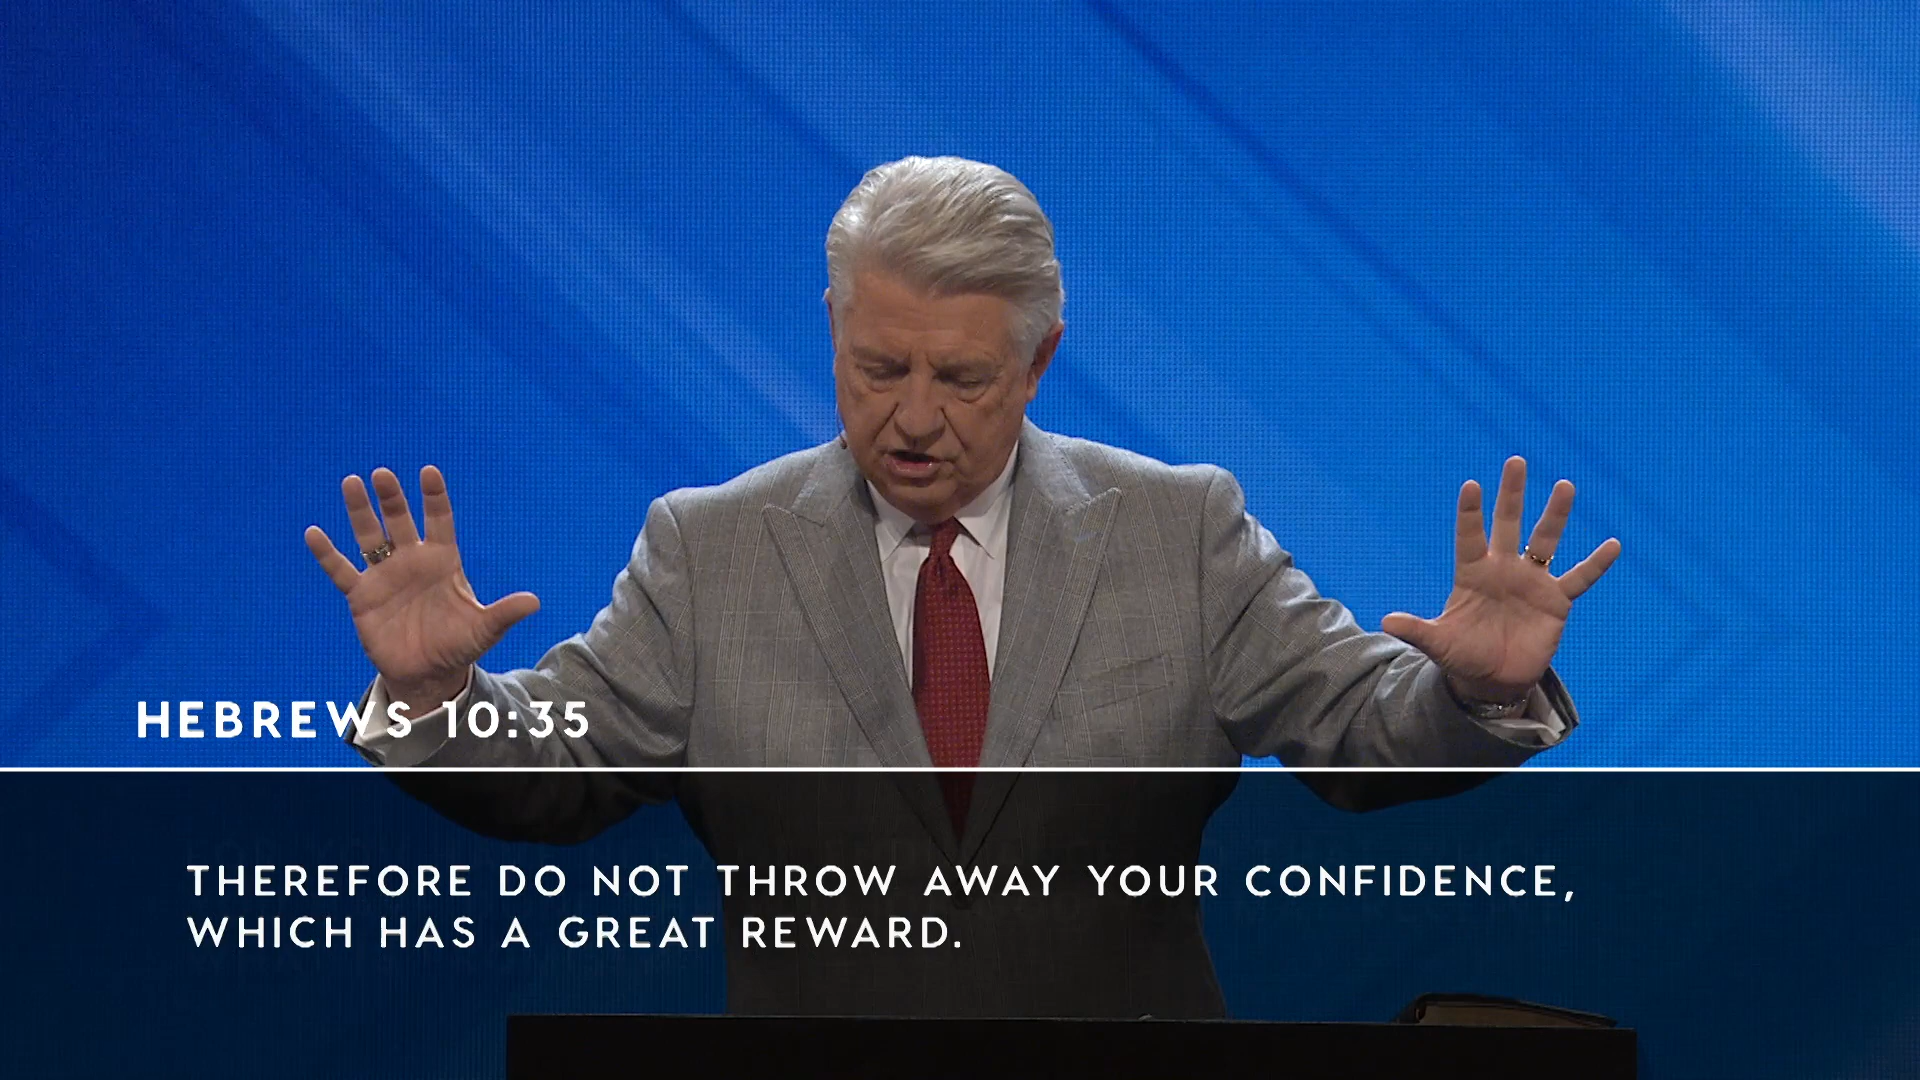 HEBREWS 10:35
THEREFORE DO NOT THROW AWAY YOUR CONFIDENCE,
WHICH HAS A GREAT REWARD.